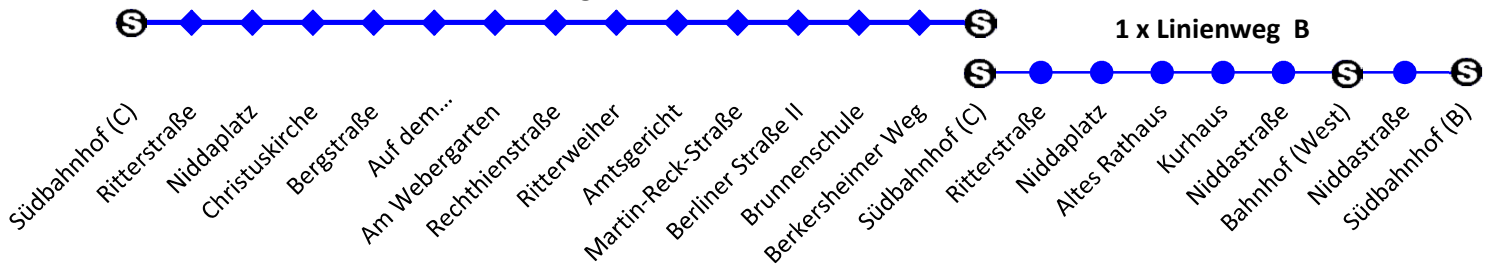 S
S
1 x Linienweg B
S
S
S
Südbahnhof (C)
Ritterstraße
Niddaplatz
Christuskirche
Bergstraße
Auf dem…
Am Webergarten
Rechthienstraße
Ritterweiher
Amtsgericht
Martin-Reck-Straße
Berliner Straße II
Brunnenschule
Berkersheimer Weg
Südbahnhof (C)
Ritterstraße
Niddaplatz
Altes Rathaus
Kurhaus
Niddastraße
Bahnhof (West)
Niddastraße
Südbahnhof (B)